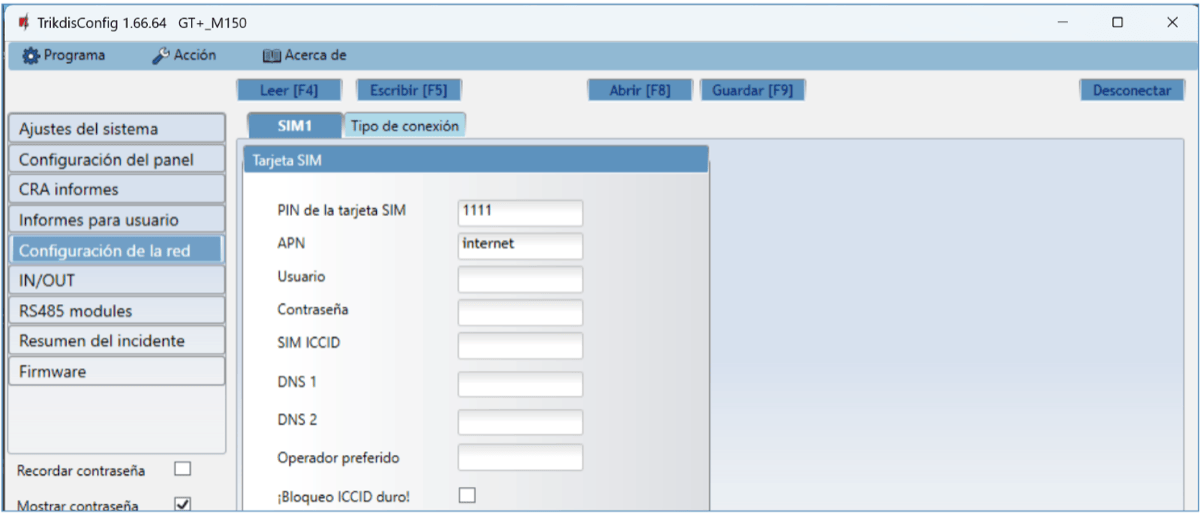 TrikdisConfig 1.66.64 GT+_M150
Programa Acción Acerca de
Leer [F4] Escribir [F5] Abrir [F8] Guardar [F9] Desconectar
Ajustes del sistema
Configuración del panel
CRA informes
Informes para usuario
Configuración de la red
IN/OUT
RS485 modules
Resumen del incidente
Firmware
Recordar contraseña
Mostrar contraseña
SIM1 Tipo de conexión
Tarjeta SIM
PIN de la tarjeta SIM 1111
APN internet
Usuario
Contraseña
SIM ICCID
DNS 1
DNS 2
Operador preferido
¡Bloqueo ICCID duro!